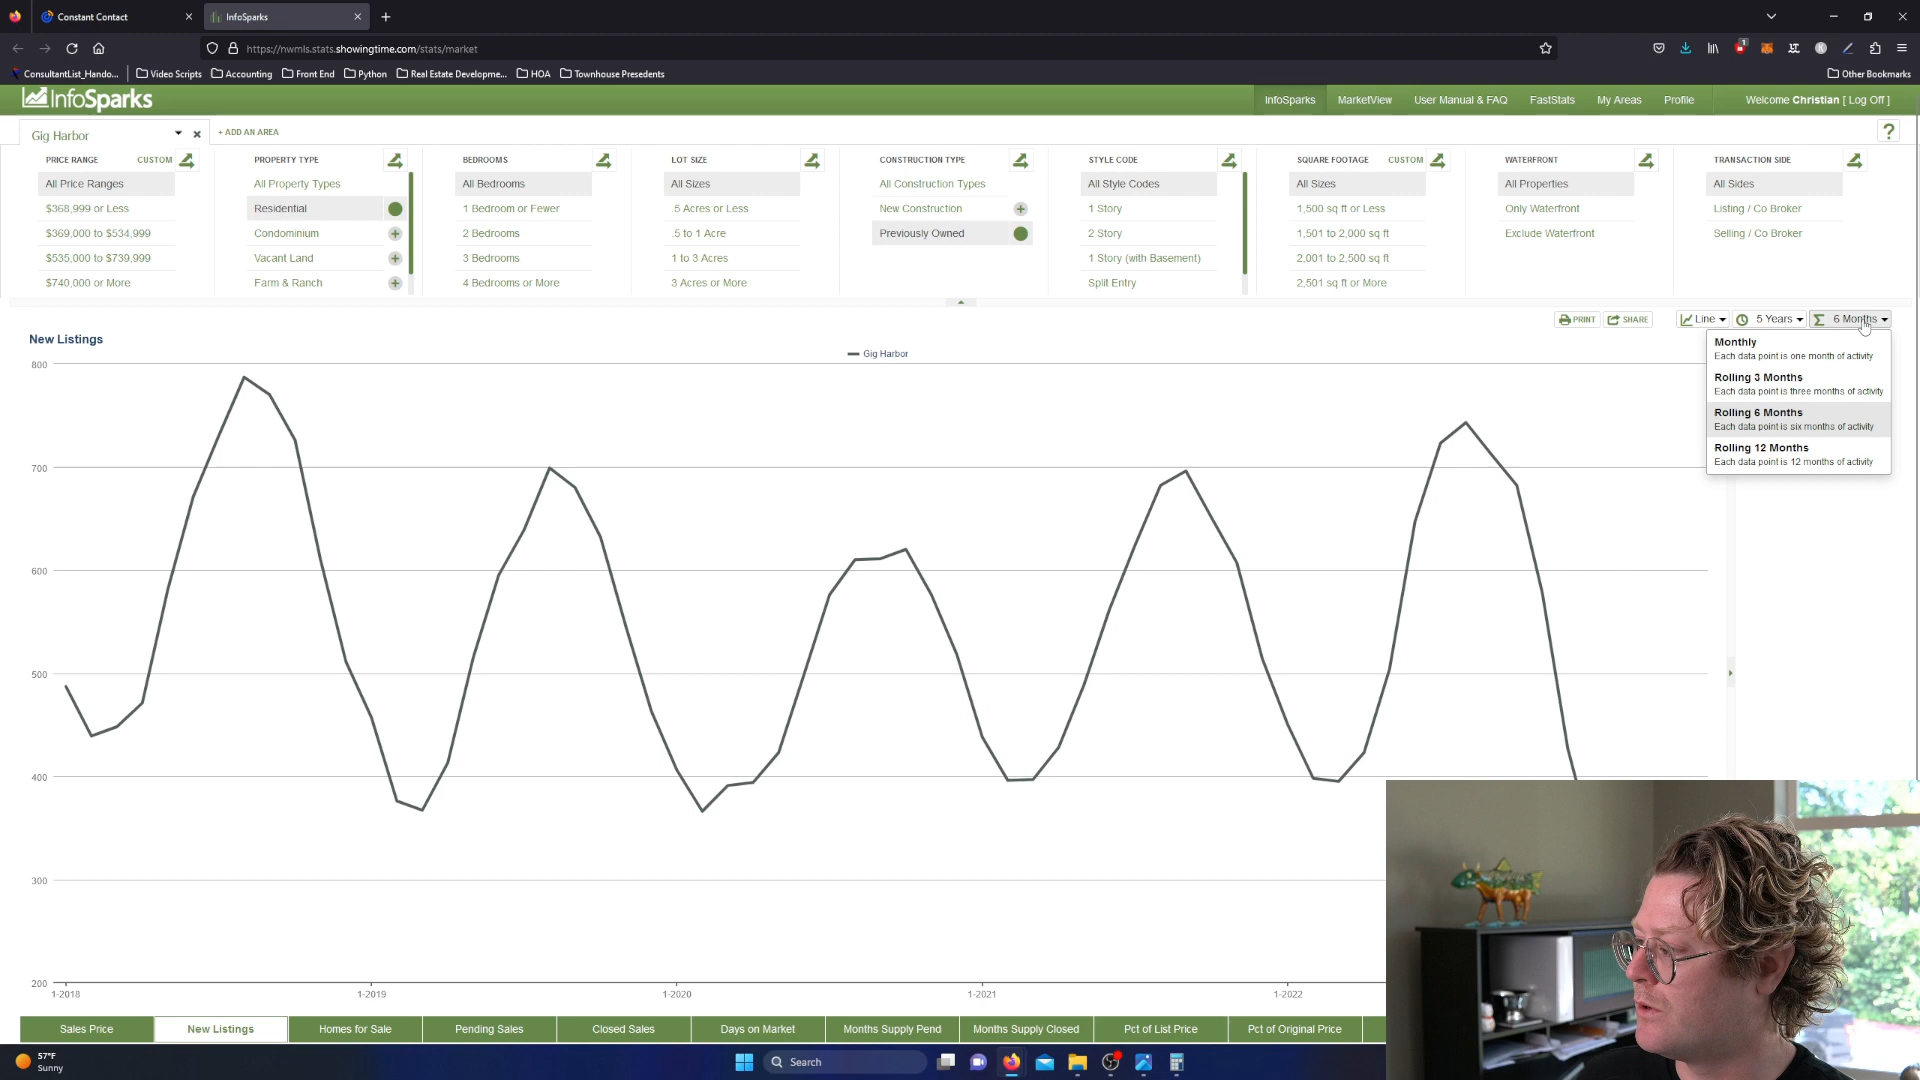 Constant Contact
InfoSparks
https://nwmls.stats.showingtime.com/stats/market
1
ConsultantList_Hando...
Video Scripts
Accounting
Front End
Python
Real Estate Developme...
HOA
Townhouse Presedents
Other Bookmarks
InfoSparks
InfoSparks
MarketView
User Manual & FAQ
FastStats
My Areas
Profile
Welcome Christian [ Log Off ]
Gig Harbor
+ ADD AN AREA
?
PRICE RANGE
CUSTOM
All Price Ranges
$368,999 or Less
$369,000 to $534,999
$535,000 to $739,999
$740,000 or More
PROPERTY TYPE
All Property Types
Residential
Condominium
Vacant Land
Farm & Ranch
BEDROOMS
All Bedrooms
1 Bedroom or Fewer
2 Bedrooms
3 Bedrooms
4 Bedrooms or More
LOT SIZE
All Sizes
.5 Acres or Less
.5 to 1 Acre
1 to 3 Acres
3 Acres or More
CONSTRUCTION TYPE
All Construction Types
New Construction
Previously Owned
STYLE CODE
All Style Codes
1 Story
2 Story
1 Story (with Basement)
Split Entry
SQUARE FOOTAGE
CUSTOM
All Sizes
1,500 sq ft or Less
1,501 to 2,000 sq ft
2,001 to 2,500 sq ft
2,501 sq ft or More
WATERFRONT
All Properties
Only Waterfront
Exclude Waterfront
TRANSACTION SIDE
All Sides
Listing / Co Broker
Selling / Co Broker
PRINT
SHARE
Line
5 Years
6 Months
Monthly
Each data point is one month of activity
Rolling 3 Months
Each data point is three months of activity
Rolling 6 Months
Each data point is six months of activity
Rolling 12 Months
Each data point is 12 months of activity
New Listings
Gig Harbor
800
700
600
500
400
300
200
1-2018
1-2019
1-2020
1-2021
1-2022
Sales Price
New Listings
Homes for Sale
Pending Sales
Closed Sales
Days on Market
Months Supply Pend
Months Supply Closed
Pct of List Price
Pct of Original Price
57°F
Sunny
Search